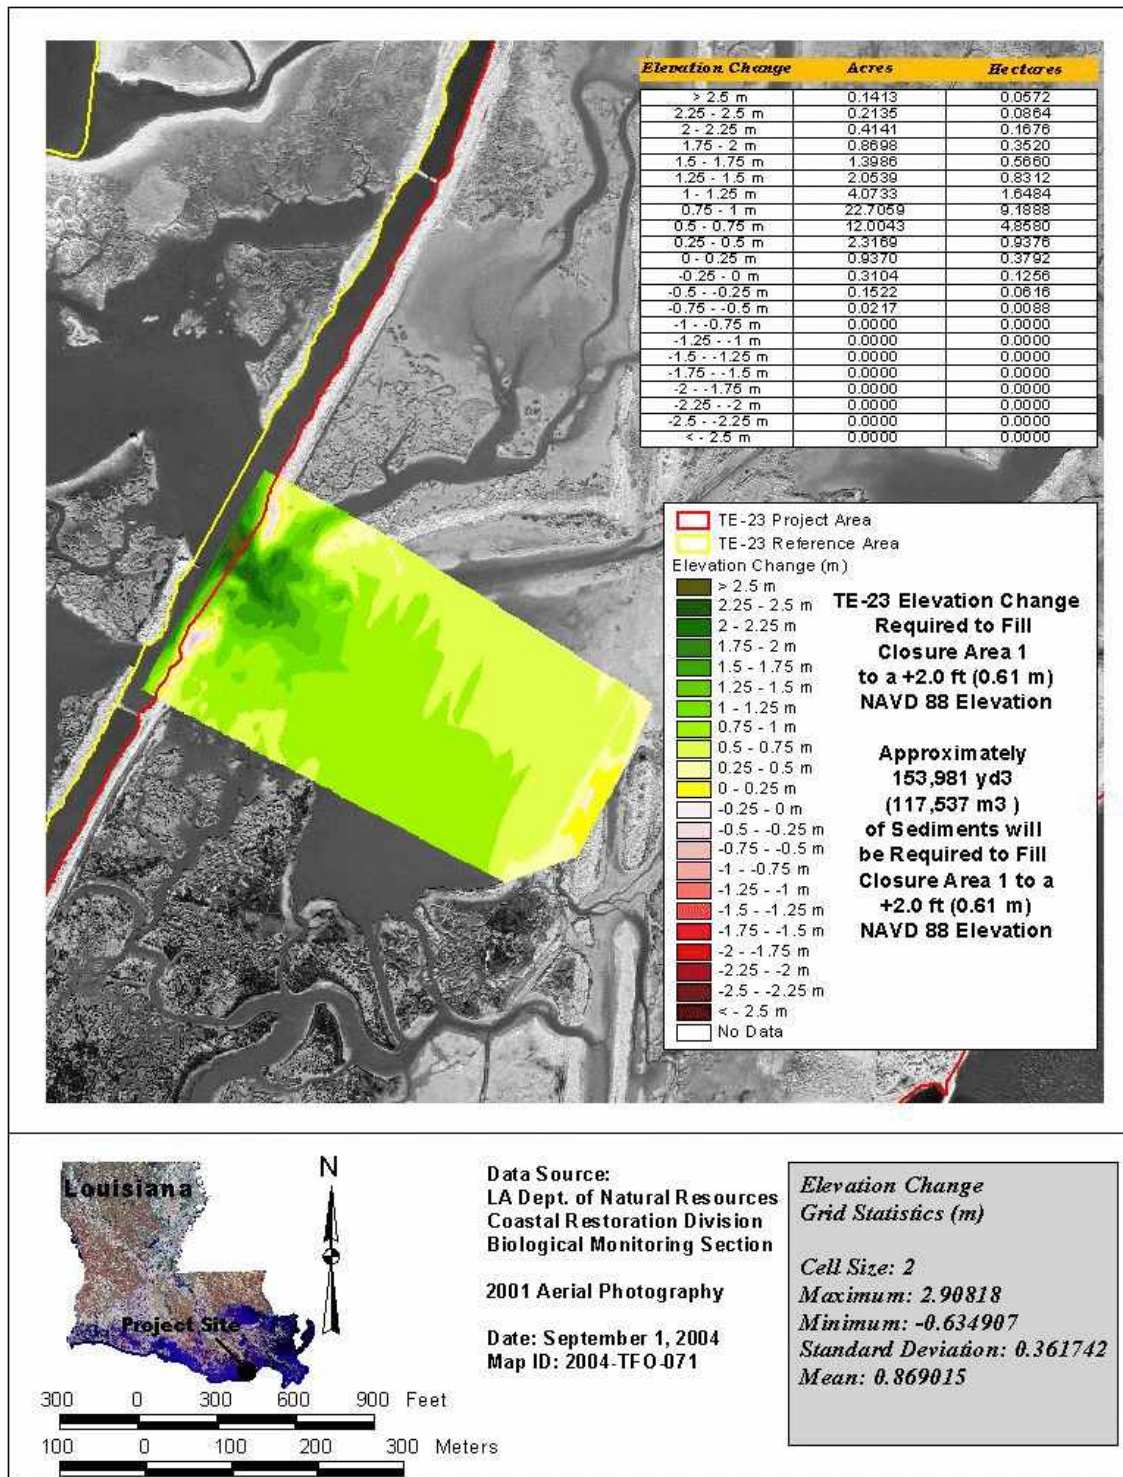 Elevation Change Acres Hectares
> 2.5 m 0.1413 0.0572
2.25 - 2.5 m 0.2135 0.0864
2 - 2.25 m 0.4141 0.1676
1.75 - 2 m 0.8698 0.3520
1.5 - 1.75 m 1.3986 0.5660
1.25 - 1.5 m 2.0539 0.8312
1 - 1.25 m 4.0733 1.6484
0.75 - 1 m 22.7059 9.1888
0.5 - 0.75 m 12.0043 4.8580
0.25 - 0.5 m 2.3169 0.9376
0 - 0.25 m 0.9370 0.3792
-0.25 - 0 m 0.3104 0.1256
-0.5 - -0.25 m 0.1522 0.0616
-0.75 - -0.5 m 0.0217 0.0088
-1 - -0.75 m 0.0000 0.0000
-1.25 - -1 m 0.0000 0.0000
-1.5 - -1.25 m 0.0000 0.0000
-1.75 - -1.5 m 0.0000 0.0000
-2 - -1.75 m 0.0000 0.0000
-2.25 - -2 m 0.0000 0.0000
-2.5 - -2.25 m 0.0000 0.0000
< - 2.5 m 0.0000 0.0000
TE-23 Project Area
TE-23 Reference Area
Elevation Change (m)
> 2.5 m
2.25 - 2.5 m
2 - 2.25 m
1.75 - 2 m
1.5 - 1.75 m
1.25 - 1.5 m
1 - 1.25 m
0.75 - 1 m
0.5 - 0.75 m
0.25 - 0.5 m
0 - 0.25 m
-0.25 - 0 m
-0.5 - -0.25 m
-0.75 - -0.5 m
-1 - -0.75 m
-1.25 - -1 m
-1.5 - -1.25 m
-1.75 - -1.5 m
-2 - -1.75 m
-2.25 - -2 m
-2.5 - -2.25 m
< - 2.5 m
No Data
TE-23 Elevation Change
Required to Fill
Closure Area 1
to a +2.0 ft (0.61 m)
NAVD 88 Elevation
Approximately
153,981 yd3
(117,537 m3 )
of Sediments will
be Required to Fill
Closure Area 1 to a
+2.0 ft (0.61 m)
NAVD 88 Elevation
Louisiana
Project Site
N
300 0 300 600 900 Feet
100 0 100 200 300 Meters
Data Source:
LA Dept. of Natural Resources
Coastal Restoration Division
Biological Monitoring Section
2001 Aerial Photography
Date: September 1, 2004
Map ID: 2004-TFO-071
Elevation Change
Grid Statistics (m)
Cell Size: 2
Maximum: 2.90818
Minimum: -0.634907
Standard Deviation: 0.361742
Mean: 0.869015